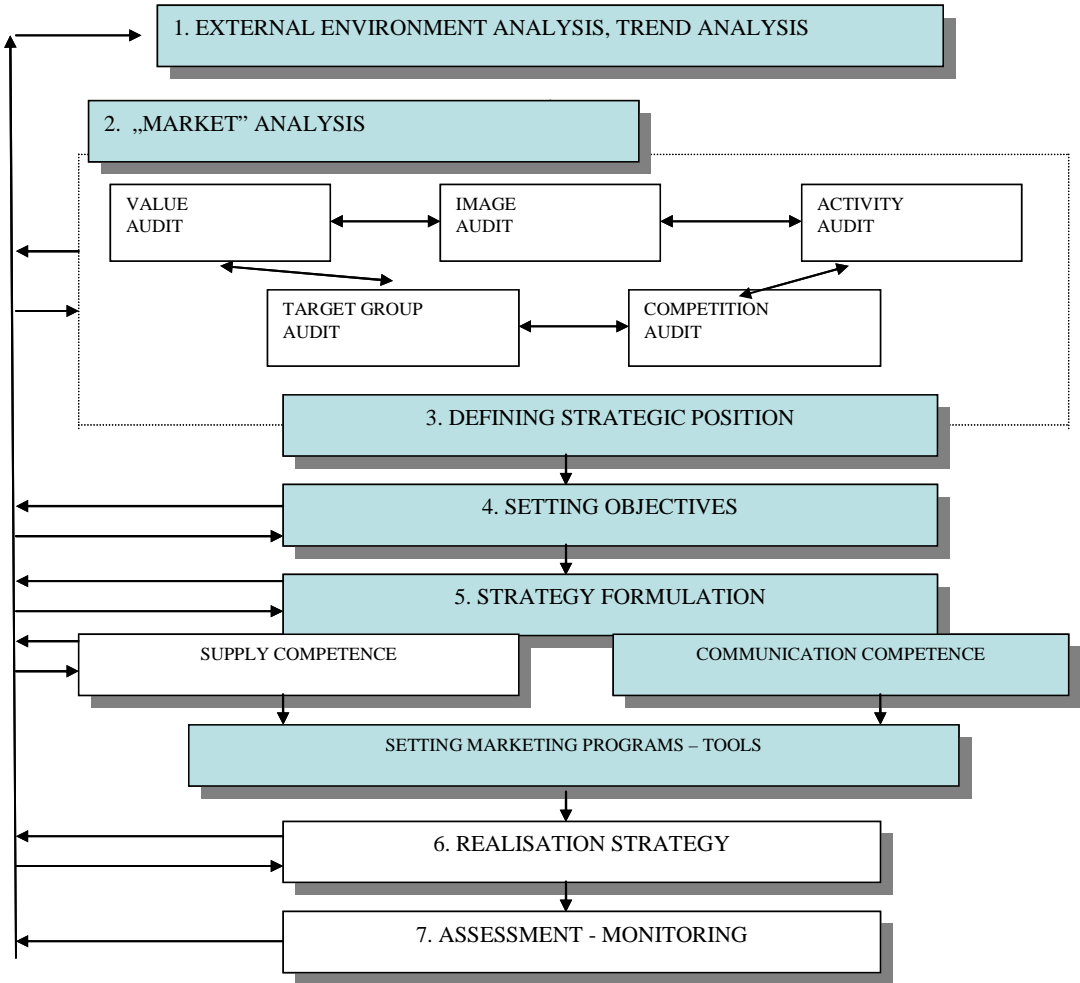 1. EXTERNAL ENVIRONMENT ANALYSIS, TREND ANALYSIS
2. „MARKET” ANALYSIS
VALUE
AUDIT
IMAGE
AUDIT
ACTIVITY
AUDIT
TARGET GROUP
AUDIT
COMPETITION
AUDIT
3. DEFINING STRATEGIC POSITION
4. SETTING OBJECTIVES
5. STRATEGY FORMULATION
SUPPLY COMPETENCE
COMMUNICATION COMPETENCE
SETTING MARKETING PROGRAMS – TOOLS
6. REALISATION STRATEGY
7. ASSESSMENT - MONITORING